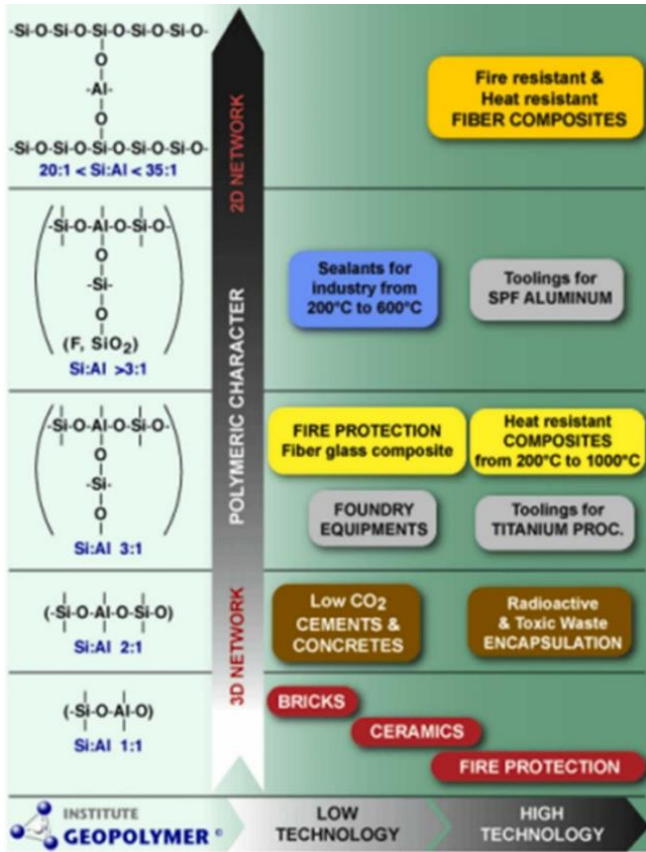 -Si-O-Si-O-Si-O-Si-O-Si-O-
O
-Al-
O
-Si-O-Si-O-Si-O-Si-O-Si-O-
20:1 < Si:Al < 35:1
Fire resistant &
Heat resistant
FIBER COMPOSITES
-Si-O-Al-O-Si-O-
O
-Si-
O
(F, SiO2)
Si:Al >3:1
Sealants for
industry from
200°C to 600°C
Toolings for
SPF ALUMINUM
-Si-O-Al-O-Si-O-
O
-Si-
O
Si:Al 3:1
FIRE PROTECTION
Fiber glass composite
Heat resistant
COMPOSITES
from 200°C to 1000°C
FOUNDRY
EQUIPMENTS
Toolings for
TITANIUM PROC.
(-Si-O-Al-O-Si-O)
Si:Al 2:1
Low CO2
CEMENTS &
CONCRETES
Radioactive
& Toxic Waste
ENCAPSULATION
(-Si-O-Al-O)
Si:Al 1:1
BRICKS
CERAMICS
FIRE PROTECTION
2D NETWORK
POLYMERIC CHARACTER
3D NETWORK
INSTITUTE
GEOPOLYMER ©
LOW
TECHNOLOGY
HIGH
TECHNOLOGY